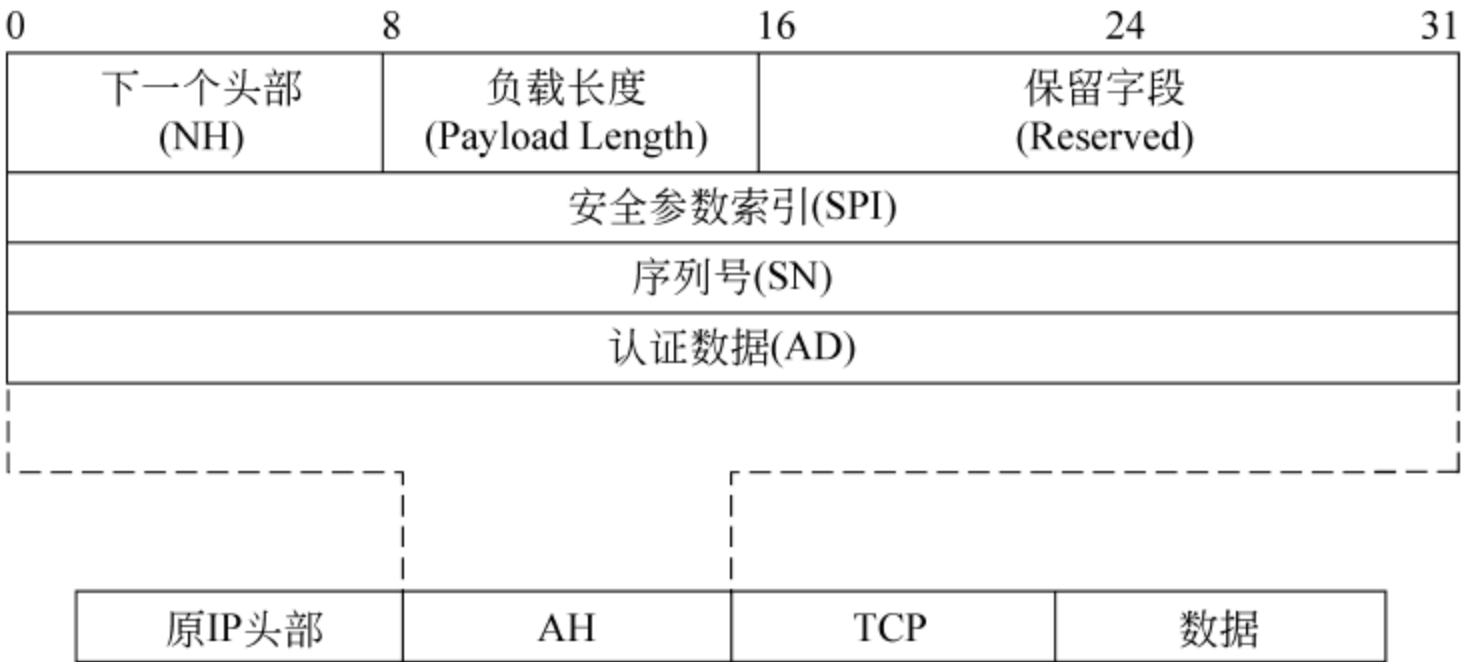 0 8 16 24 31
下一个头部 负载长度 保留字段
(NH) (Payload Length) (Reserved)
安全参数索引(SPI)
序列号(SN)
认证数据(AD)
原IP头部 AH TCP 数据